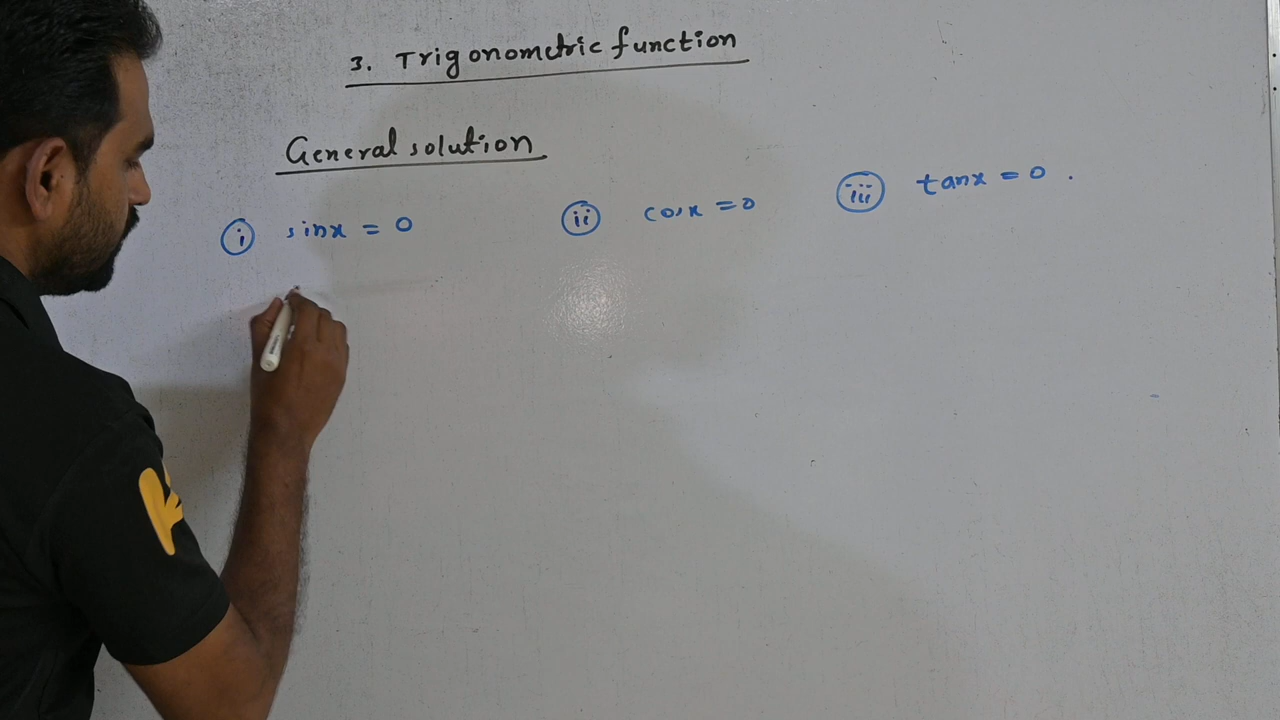 3. Trigonometric function
General solution
(i) sinx = 0 (ii) cosx = 0 (iii) tanx = 0 .